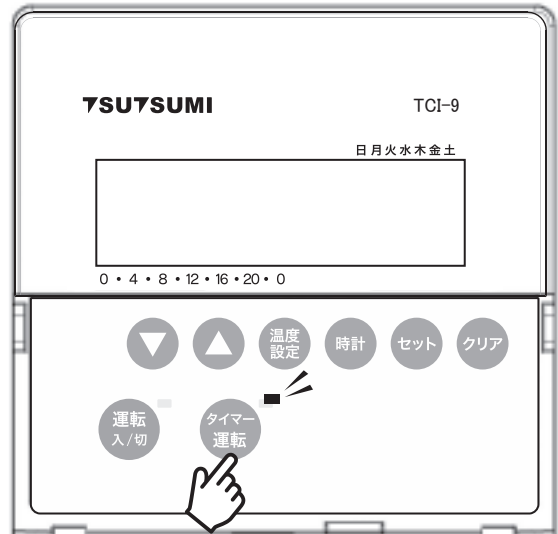 TSUTSUMI
TCI-9
日月火水木金土
0・4・8・12・16・20・0
温度
設定
時計
セット
クリア
運転
入/切
タイマー
運転